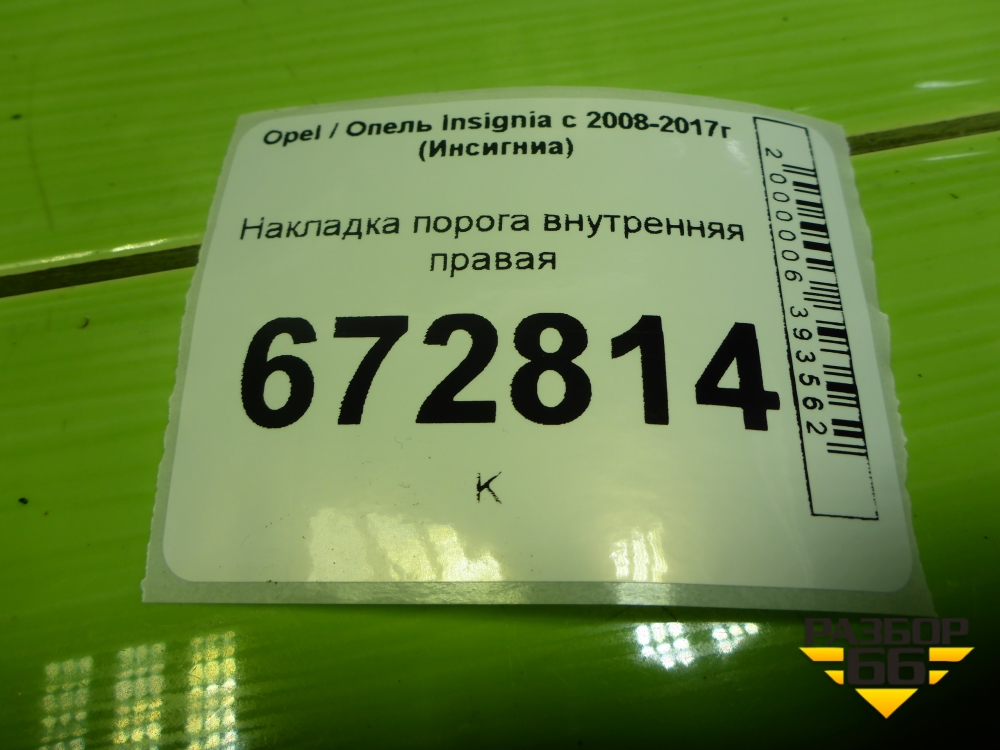 Opel / Опель Insignia с 2008-2017г
(Инсигниа)
Накладка порога внутренняя
правая
672814
К
2000006393562
РАЗБОР
66